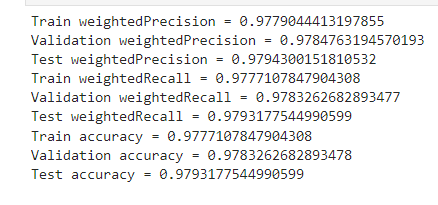 Train weightedPrecision = 0.9779044413197855
Validation weightedPrecision = 0.9784763194570193
Test weightedPrecision = 0.9794300151810532
Train weightedRecall = 0.9777107847904308
Validation weightedRecall = 0.9783262682893477
Test weightedRecall = 0.9793177544990599
Train accuracy = 0.9777107847904308
Validation accuracy = 0.9783262682893478
Test accuracy = 0.9793177544990599